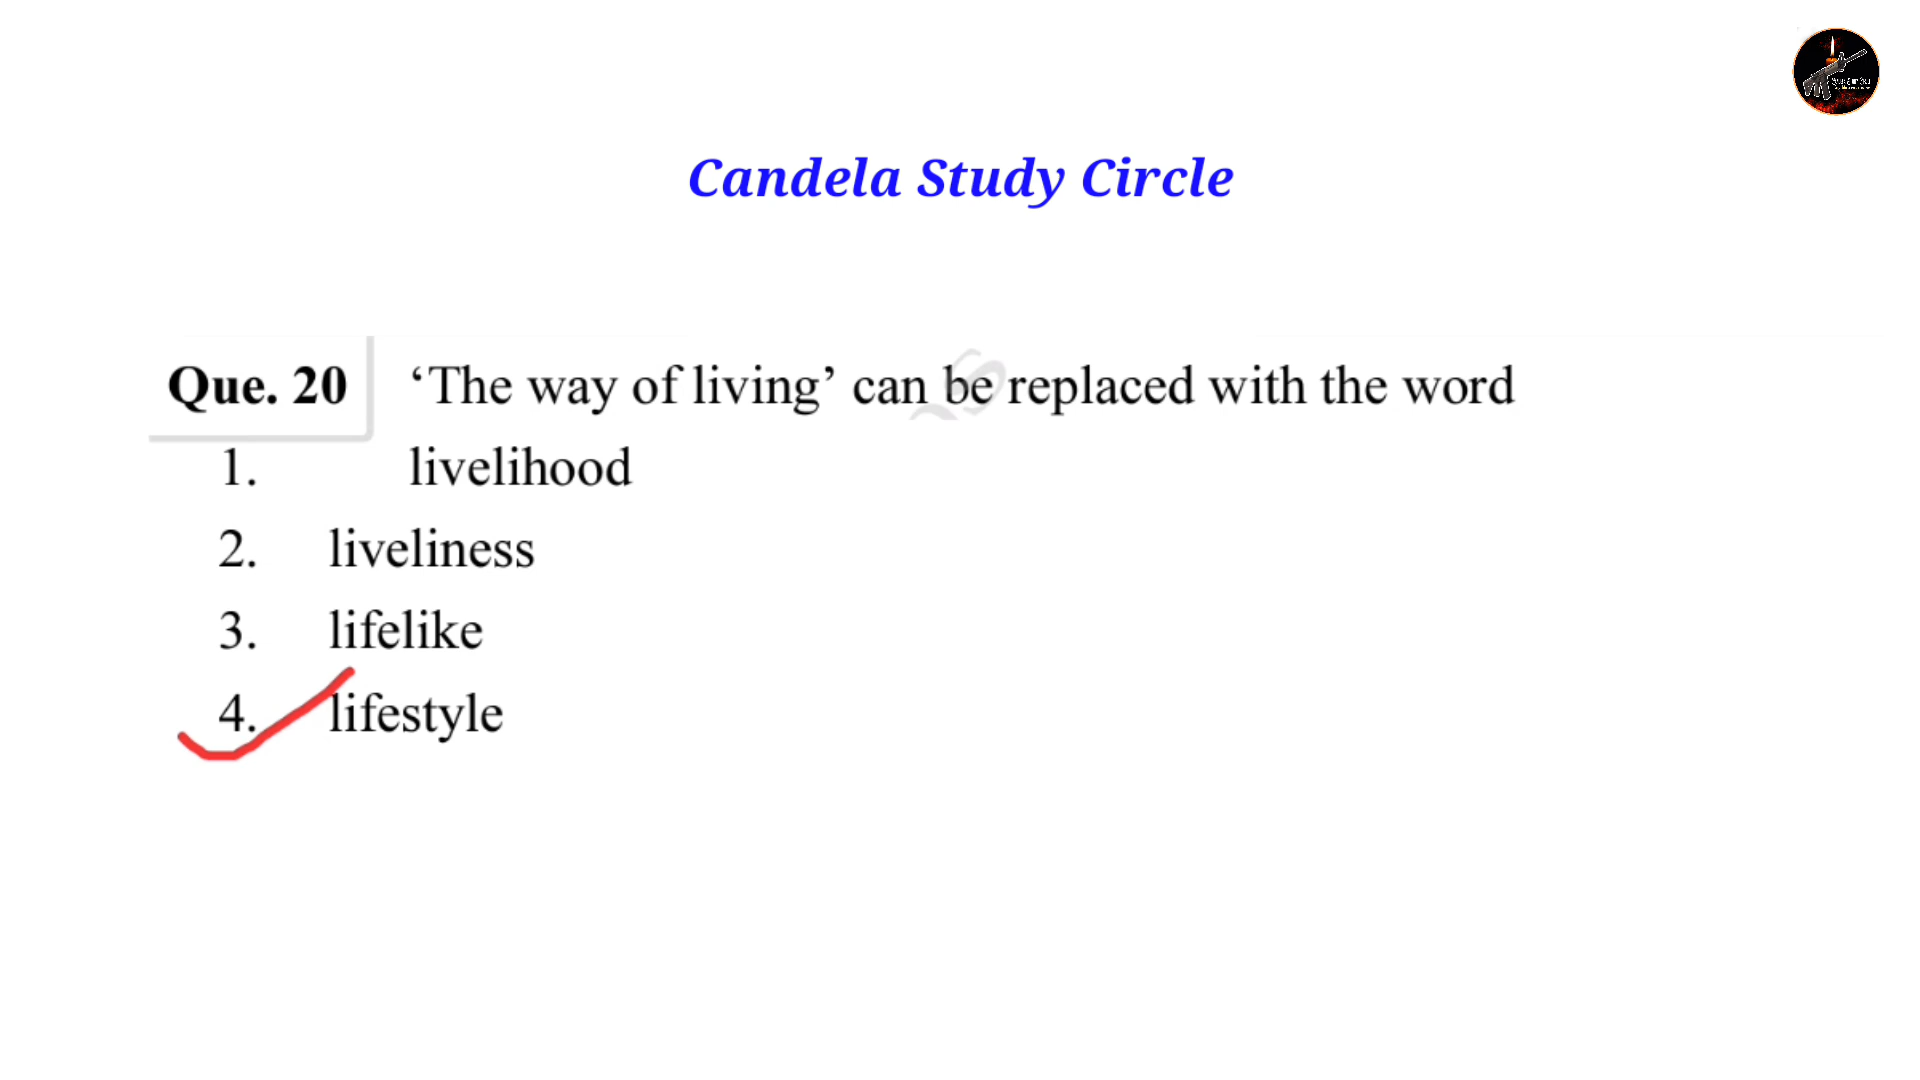 Candela Study Circle
Que. 20 ‘The way of living’ can be replaced with the word
1. livelihood
2. liveliness
3. lifelike
4. lifestyle